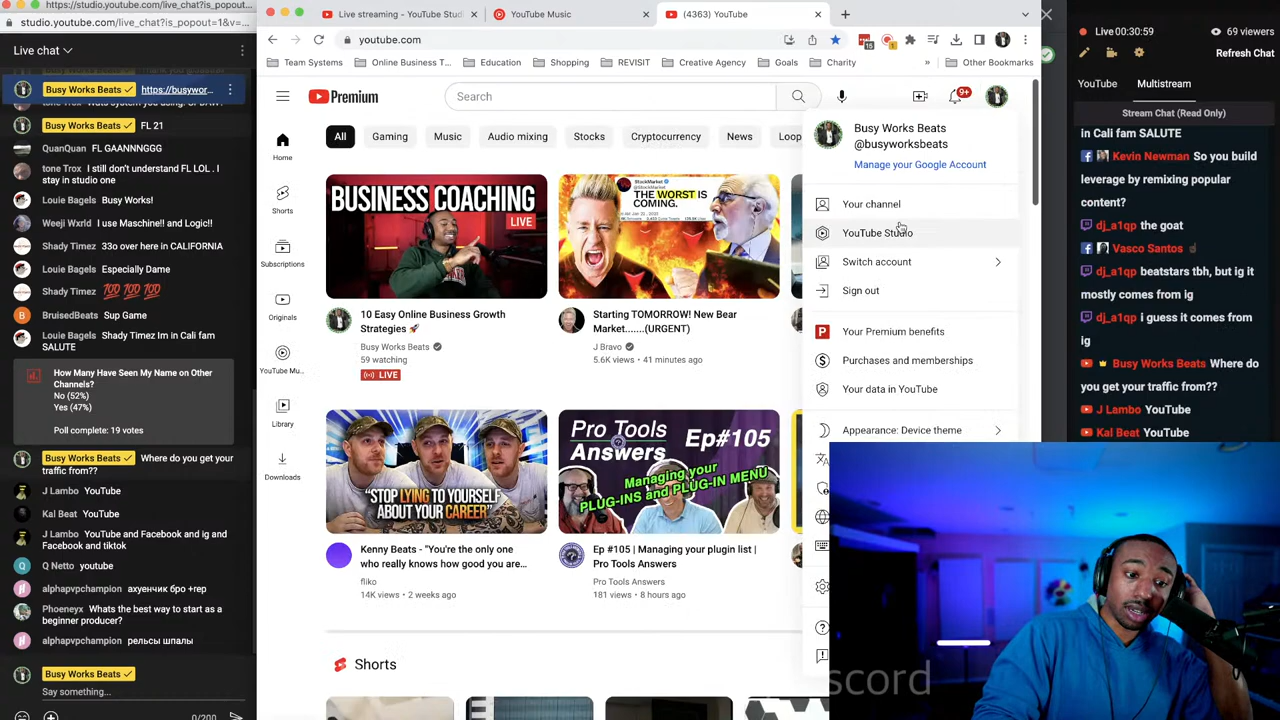 https://studio.youtube.com/live_chat?is_popout=1&v=
https://studio.youtube.com/live_chat?is_popout=1&v=...
Live chat
Busy Works Beats https://busywor...
Busy Works Beats FL 21
QuanQuan FL GAANNNGGG
tone Trox I still don't understand FL LOL . I
stay in studio one
Louie Bagels Busy Works!
Weeji Wxrld I use Maschine!! and Logic!!
Shady Timez 33o over here in CALIFORNIA
Louie Bagels Especially Dame
Shady Timez 💯 💯 💯
BruisedBeats Sup Game
Louie Bagels Shady Timez Im in Cali fam
SALUTE
How Many Have Seen My Name on Other
Channels?
No (52%)
Yes (47%)
Poll complete: 19 votes
Busy Works Beats Where do you get your
traffic from??
J Lambo YouTube
Kal Beat YouTube
J Lambo YouTube and Facebook and ig and
Facebook and tiktok
Q Netto youtube
alphapvpchampion ахуенчик бро +rep
Phoeneyx Whats the best way to start as a
beginner producer?
alphapvpchampion рельсы шпалы
Busy Works Beats
Say something...
0/200
Live streaming - YouTube Stud
YouTube Music
(4363) YouTube
youtube.com
15
1
Team Systems
Online Business T...
Education
Shopping
REVISIT
Creative Agency
Goals
Charity
»
Other Bookmarks
Premium
Search
9+
All
Gaming
Music
Audio mixing
Stocks
Cryptocurrency
News
Loop
Home
Shorts
Subscriptions
Originals
YouTube Mu...
Library
Downloads
BUSINESS COACHING
LIVE
10 Easy Online Business Growth
Strategies 🚀
Busy Works Beats
59 watching
LIVE
StockMarket
THE WORST IS
COMING.
Starting TOMORROW! New Bear
Market.......(URGENT)
J Bravo
5.6K views • 41 minutes ago
"STOP LYING TO YOURSELF
ABOUT YOUR CAREER"
Kenny Beats - "You're the only one
who really knows how good you are...
fliko
14K views • 2 weeks ago
Pro Tools
Answers
Ep#105
Managing your
PLUG-INS and PLUG-IN MENU
Ep #105 | Managing your plugin list |
Pro Tools Answers
Pro Tools Answers
181 views • 8 hours ago
Shorts
Busy Works Beats
@busyworksbeats
Manage your Google Account
Your channel
YouTube Studio
Switch account
Sign out
Your Premium benefits
Purchases and memberships
Your data in YouTube
Appearance: Device theme
scord
Live 00:30:59
69 viewers
Refresh Chat
YouTube
Multistream
Stream Chat (Read Only)
in Cali fam SALUTE
Kevin Newman So you build
leverage by remixing popular
content?
dj_a1qp the goat
Vasco Santos ☝
dj_a1qp beatstars tbh, but ig it
mostly comes from ig
dj_a1qp i guess it comes from
ig
Busy Works Beats Where do
you get your traffic from??
J Lambo YouTube
Kal Beat YouTube